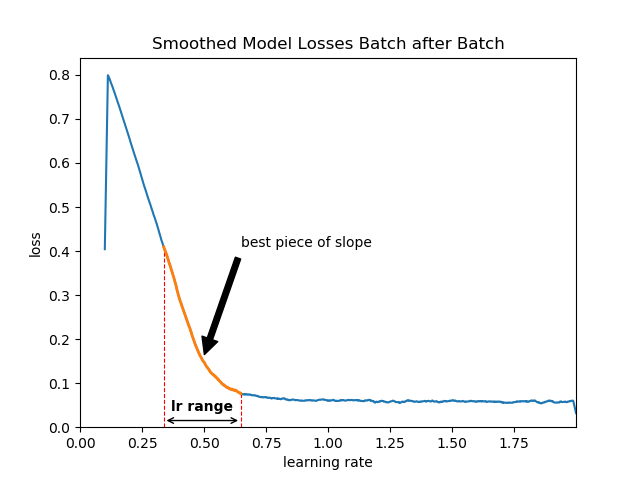 Smoothed Model Losses Batch after Batch
loss
0.8
0.7
0.6
0.5
0.4
0.3
0.2
0.1
0.0
best piece of slope
lr range
0.00 0.25 0.50 0.75 1.00 1.25 1.50 1.75
learning rate